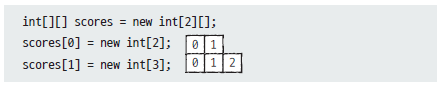 int[][] scores = new int[2][];
scores[0] = new int[2]; 0 1
scores[1] = new int[3]; 0 1 2